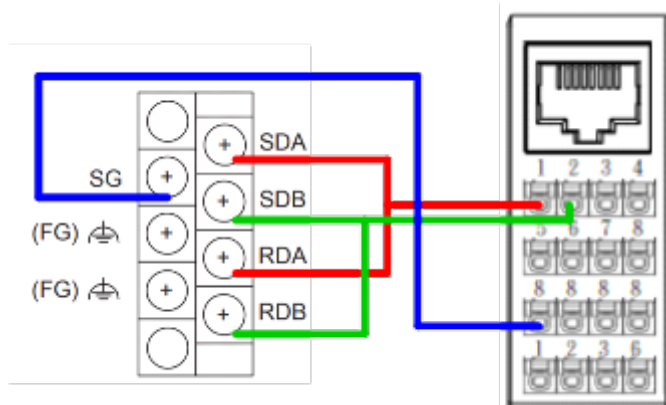 SDA
SG
SDB
(FG)
RDA
(FG)
RDB
1 2 3 4
5 6 7 8
8 8 8 8
1 2 3 6